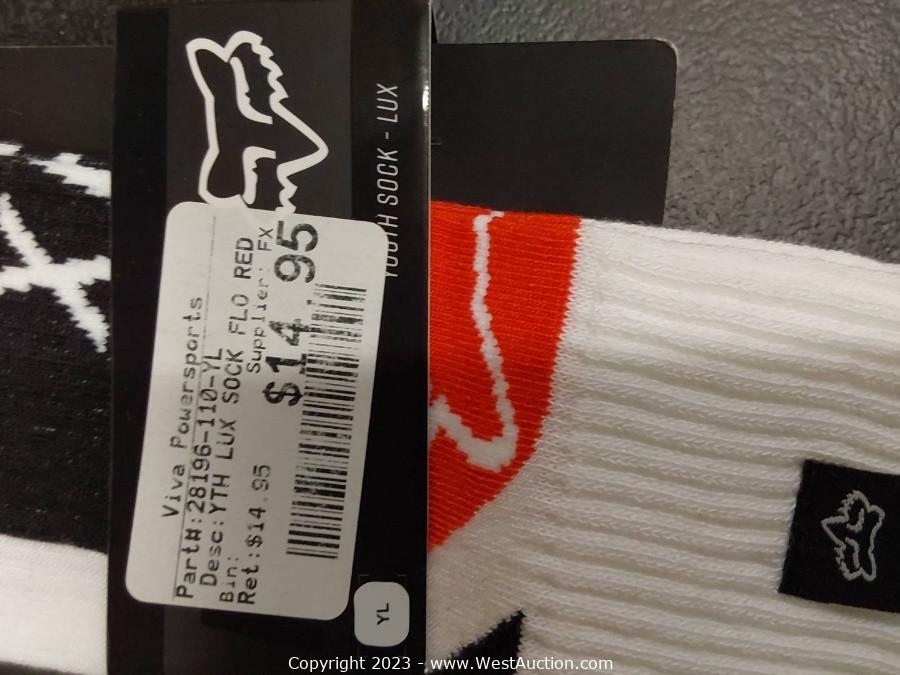 YOUTH SOCK - LUX
Viva Powersports
Part#:28196-110-YL
Desc:YTH LUX SOCK FLO RED
Bin: Supplier: FX
Ret:$14.95
$14.95
YL
Copyright 2023 - www.WestAuction.com